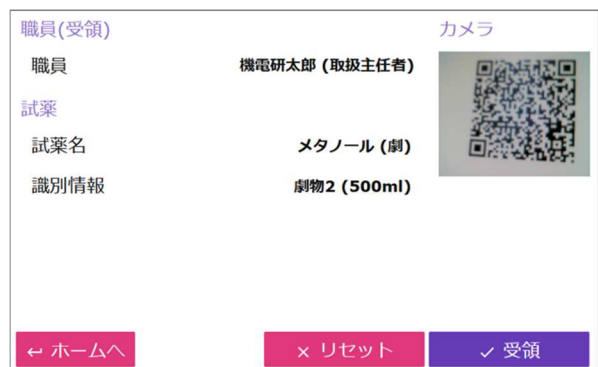 職員(受領)
カメラ
職員
機電研太郎 (取扱主任者)
試薬
試薬名
メタノール (劇)
識別情報
劇物2 (500ml)
↩ ホームへ
× リセット
✓ 受領